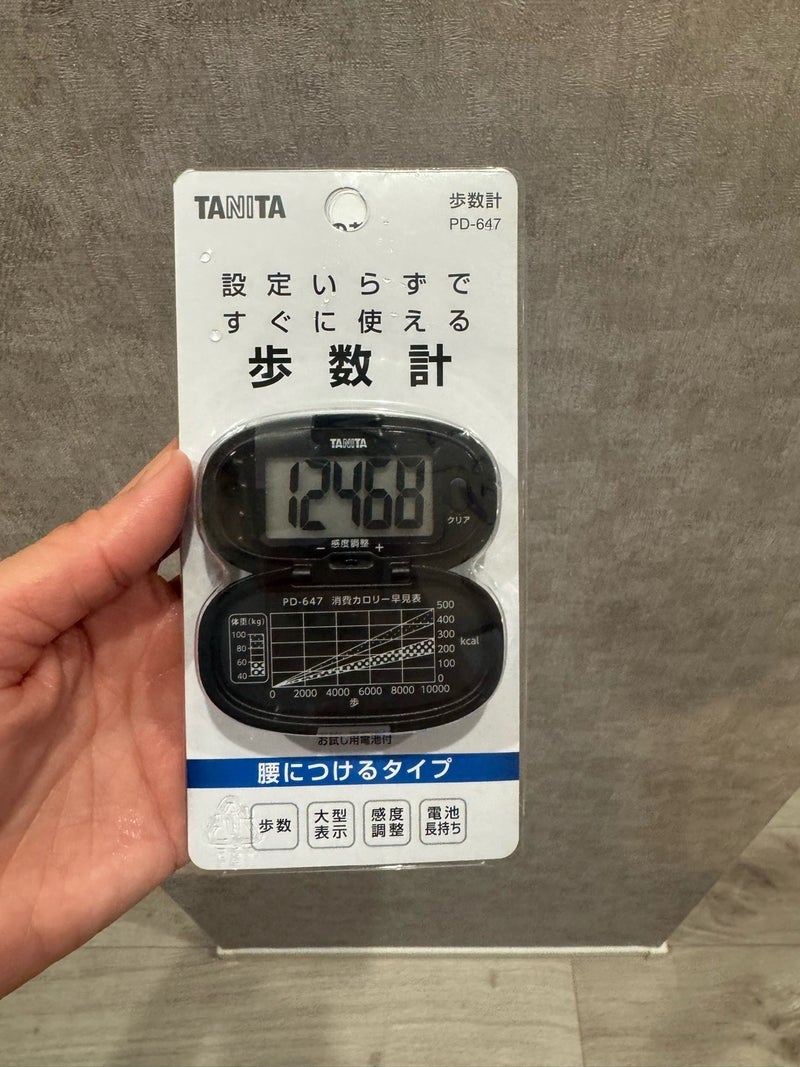 TANITA
歩数計
PD-647
設定いらずで
すぐに使える
歩数計
TANITA
12468
クリア
− 感度調整 +
PD-647 消費カロリー早見表
体重(kg)
100
80
60
40
500
400
300
200
100
0
kcal
0 2000 4000 6000 8000 10000
歩
お試し用電池付
腰につけるタイプ
歩数
大型
表示
感度
調整
電池
長持ち